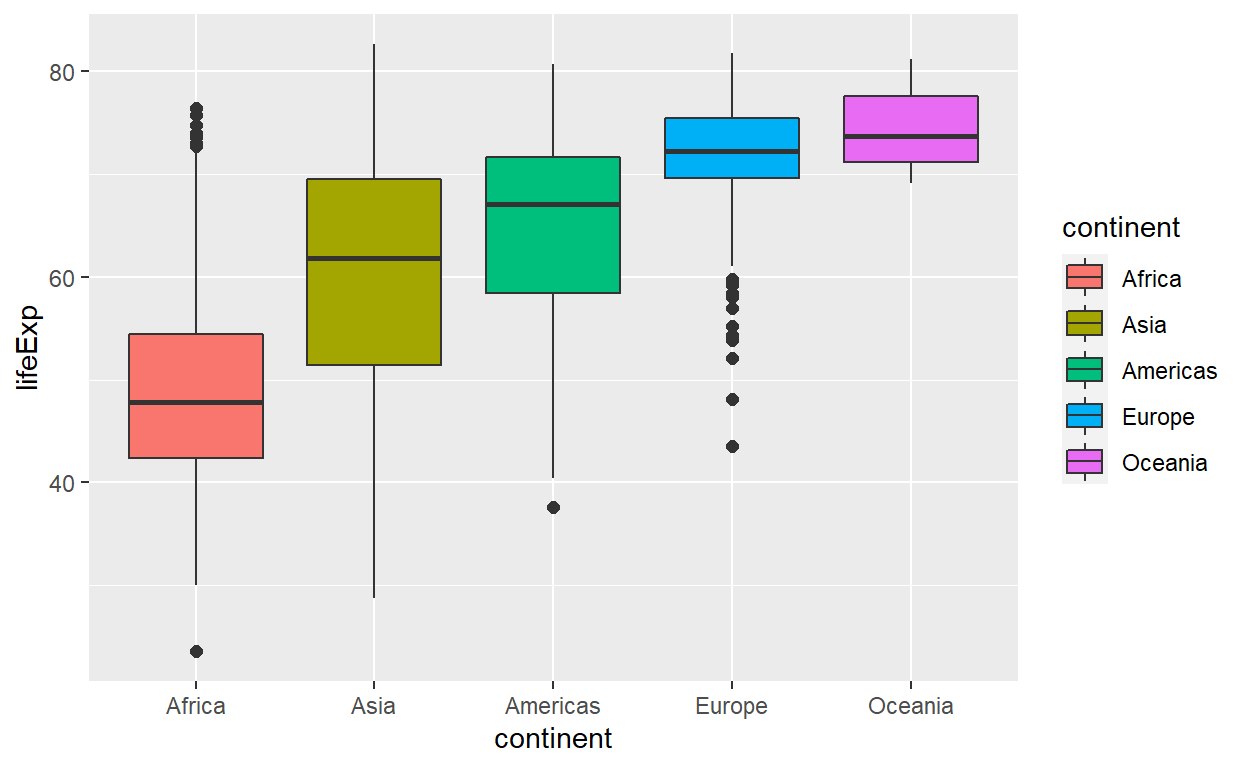 80
60
40
lifeExp
Africa Asia Americas Europe Oceania
continent
continent
Africa
Asia
Americas
Europe
Oceania